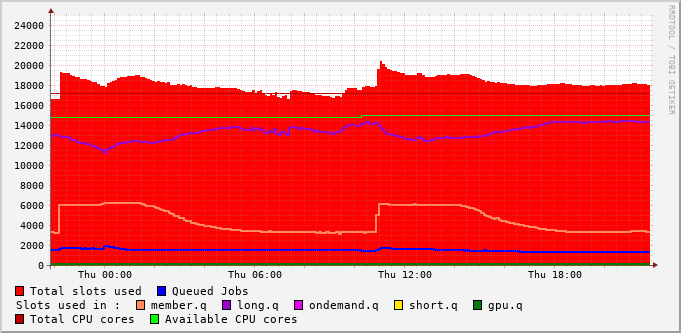 24000
22000
20000
18000
16000
14000
12000
10000
8000
6000
4000
2000
0
Thu 00:00 Thu 06:00 Thu 12:00 Thu 18:00
RRDTOOL / TOBI OETIKER
Total slots used Queued Jobs
Slots used in : member.q long.q ondemand.q short.q gpu.q
Total CPU cores Available CPU cores